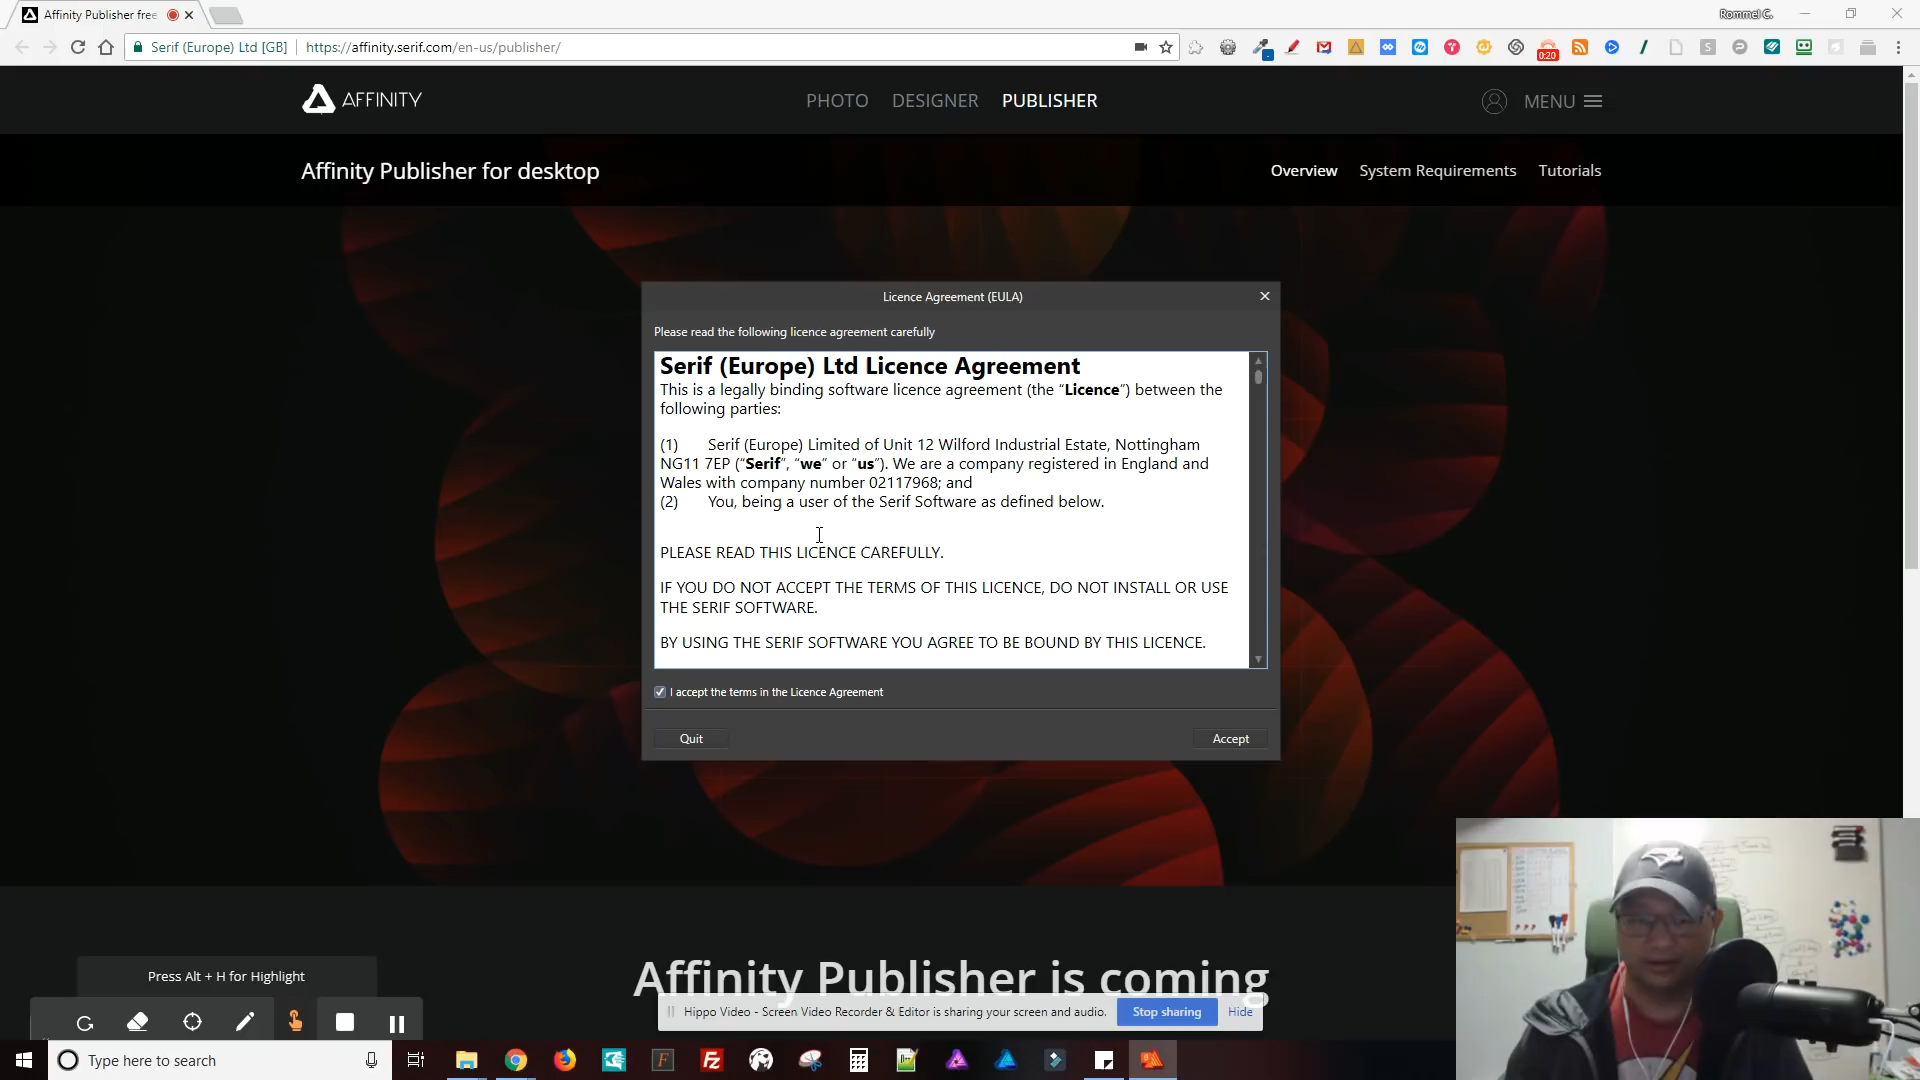 Affinity Publisher free
Rommel C.
Serif (Europe) Ltd [GB]
https://affinity.serif.com/en-us/publisher/
0:20
AFFINITY
PHOTO DESIGNER PUBLISHER
MENU
Affinity Publisher for desktop
Overview System Requirements Tutorials
Licence Agreement (EULA)
Please read the following licence agreement carefully
Serif (Europe) Ltd Licence Agreement
This is a legally binding software licence agreement (the “Licence”) between the
following parties:
(1) Serif (Europe) Limited of Unit 12 Wilford Industrial Estate, Nottingham
NG11 7EP (“Serif”, “we” or “us”). We are a company registered in England and
Wales with company number 02117968; and
(2) You, being a user of the Serif Software as defined below.
PLEASE READ THIS LICENCE CAREFULLY.
IF YOU DO NOT ACCEPT THE TERMS OF THIS LICENCE, DO NOT INSTALL OR USE
THE SERIF SOFTWARE.
BY USING THE SERIF SOFTWARE YOU AGREE TO BE BOUND BY THIS LICENCE.
I accept the terms in the Licence Agreement
Quit
Accept
Affinity Publisher is coming
Press Alt + H for Highlight
Hippo Video - Screen Video Recorder & Editor is sharing your screen and audio.
Stop sharing
Hide
Type here to search